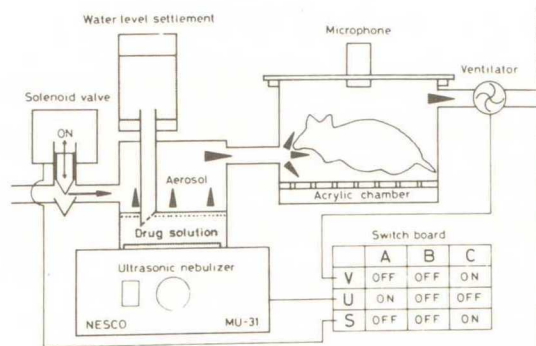 Water level settlement
Microphone
Ventilator
Solenoid valve
ON
Aerosol
Acrylic chamber
Drug solution
Switch board
Ultrasonic nebulizer
A B C
V OFF OFF ON
U ON OFF OFF
S OFF OFF ON
NESCO MU-31